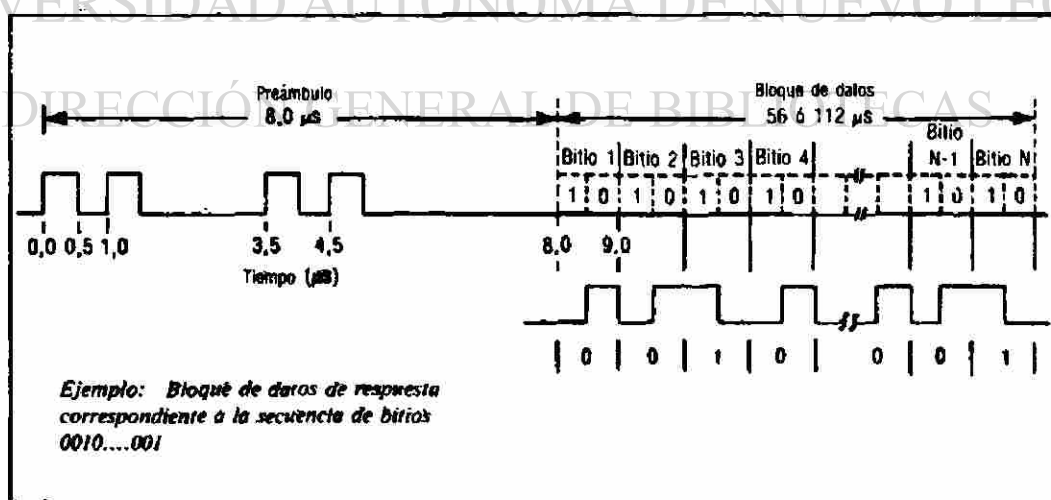 UNIVERSIDAD AUTÓNOMA DE NUEVO LEÓN
DIRECCIÓN GENERAL DE BIBLIOTECAS
Preámbulo
8,0 µs
Bloque de datos
56 ó 112 µs
Bitio 1 Bitio 2 Bitio 3 Bitio 4 Bitio N-1 Bitio N
1 0 1 0 1 0 1 0 1 0 1 0
0,0 0,5 1,0 3,5 4,5 8,0 9,0
Tiempo (µs)
0 0 1 0 0 0 1
Ejemplo: Bloque de datos de respuesta
correspondiente a la secuencia de bitios
0010....001